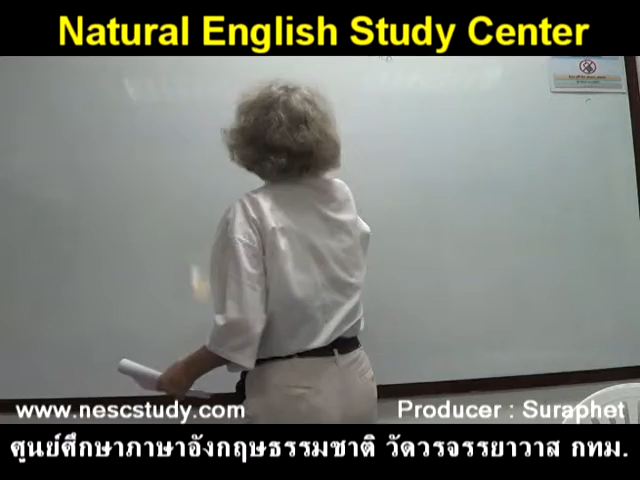 Natural English Study Center
www.nescstudy.com
Producer : Suraphet
ศูนย์ศึกษาภาษาอังกฤษธรรมชาติ วัดวรจรรยาวาส กทม.